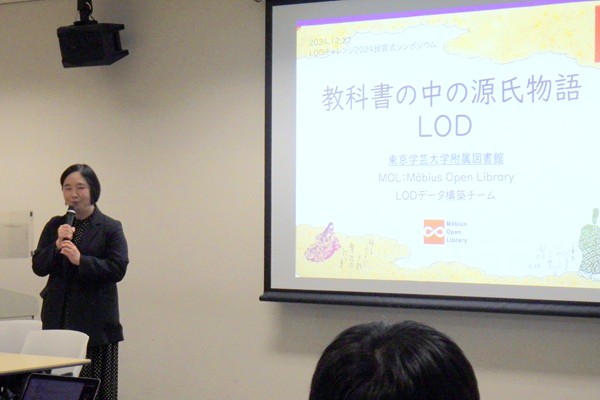 2024.12.22
LODチャレンジ2024授賞式シンポジウム
教科書の中の源氏物語
LOD
東京学芸大学附属図書館
MOL:Möbius Open Library
LODデータ構築チーム
Möbius
Open
Library